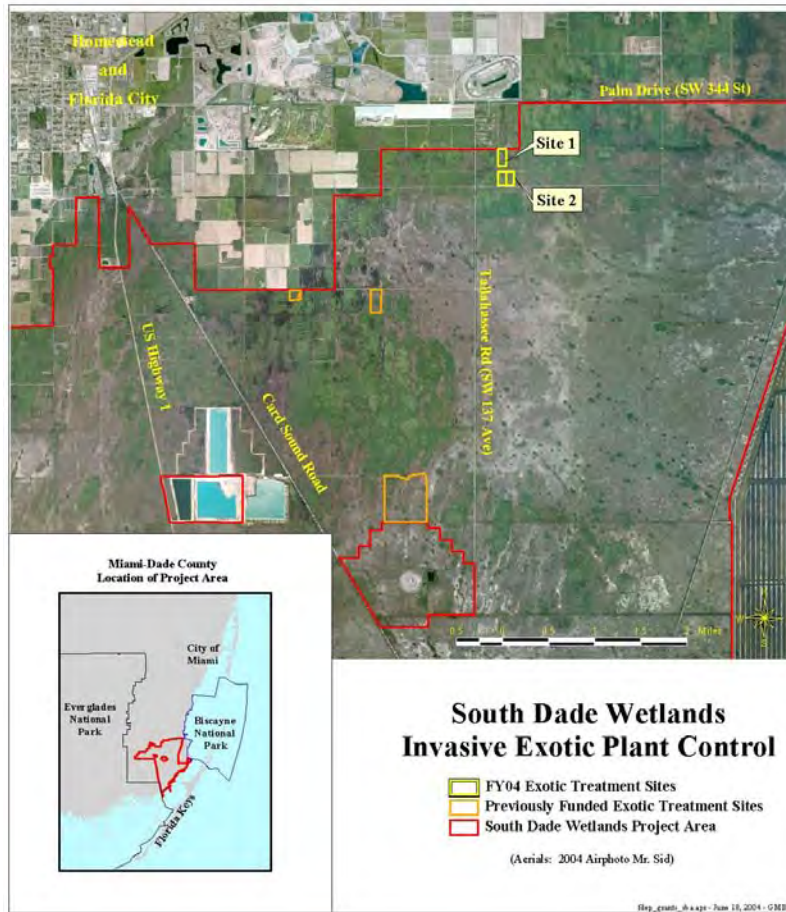 Homestead
and
Florida City
Palm Drive (SW 344 St)
Site 1
Site 2
Tallahassee Rd (SW 137 Ave)
US Highway 1
Card Sound Road
0.5 0 0.5 1 1.5 2 Miles
Miami-Dade County
Location of Project Area
City of
Miami
Everglades
National
Park
Biscayne
National
Park
Florida Keys
South Dade Wetlands
Invasive Exotic Plant Control
FY04 Exotic Treatment Sites
Previously Funded Exotic Treatment Sites
South Dade Wetlands Project Area
(Aerials: 2004 Airphoto Mr. Sid)
June 18, 2004 - GMB